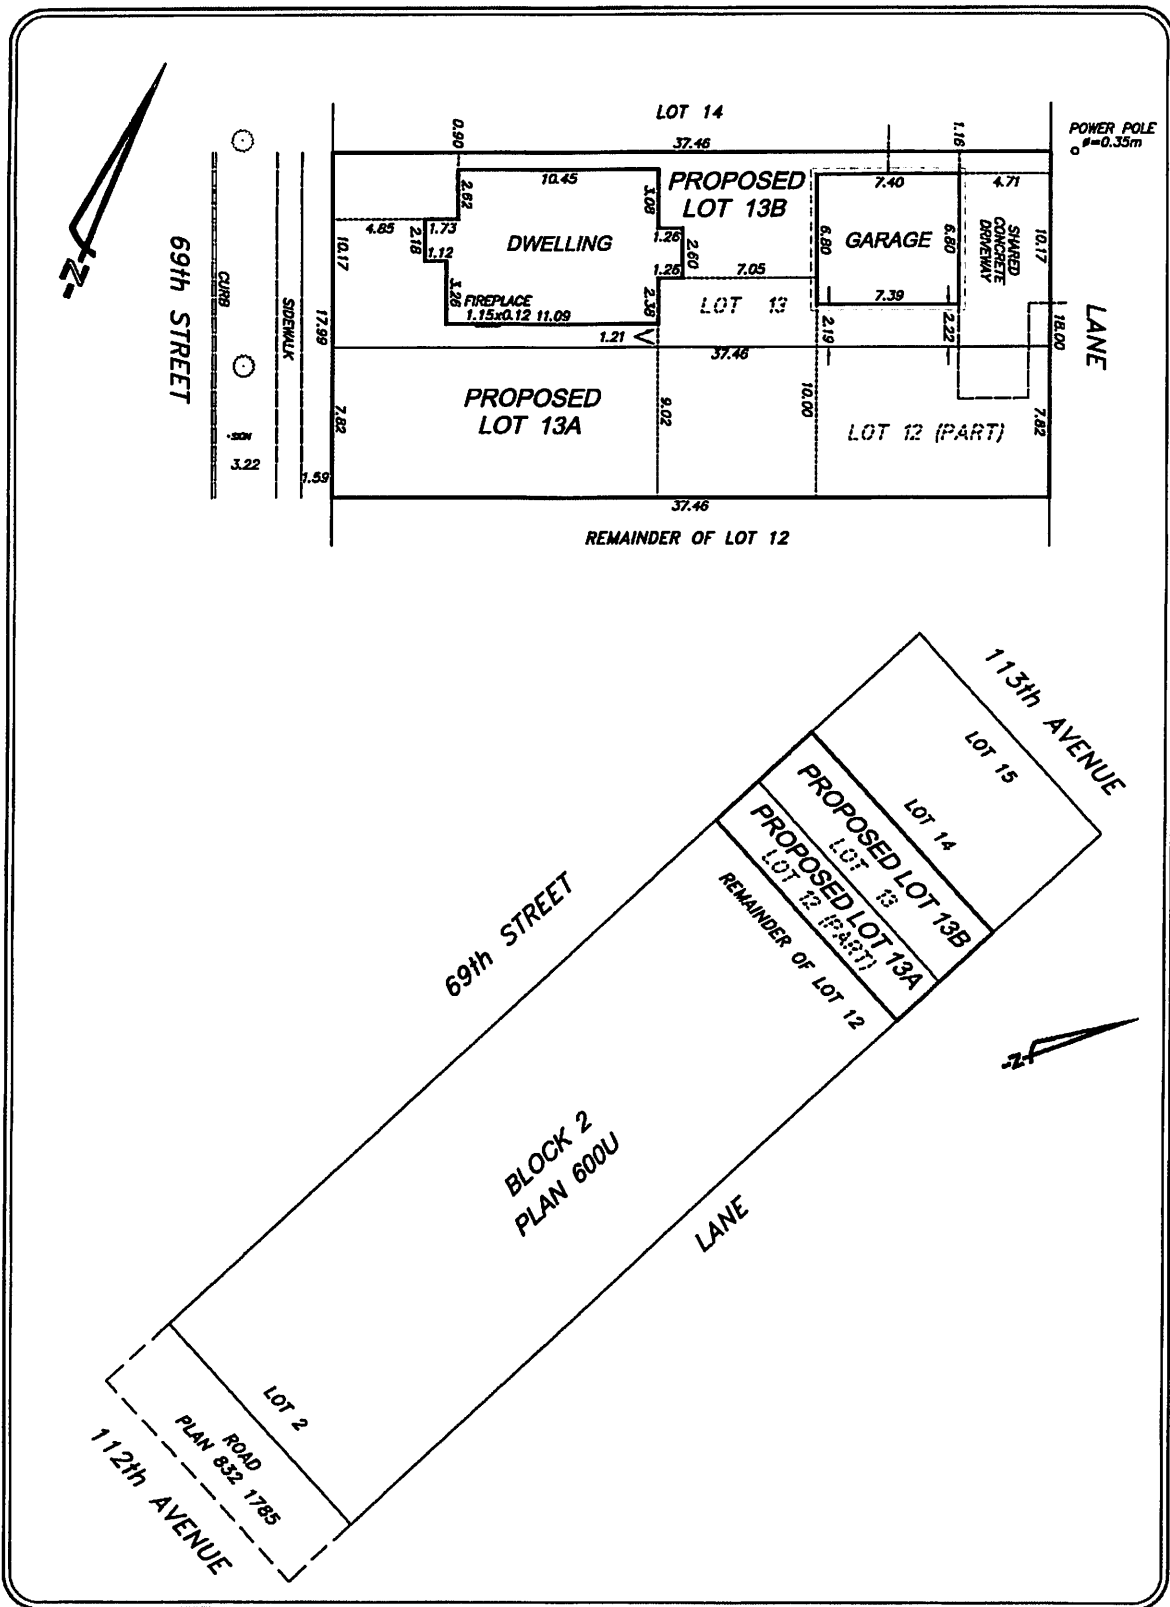 LOT 14
37.46
POWER POLE
ø=0.35m
0.90
1.16
10.45
PROPOSED
LOT 13B
7.40
4.71
2.62
3.08
4.85
1.73
2.18
1.12
DWELLING
1.26
2.60
1.26
6.80
GARAGE
6.80
SHARED
CONCRETE
DRIVEWAY
10.17
10.17
7.05
3.26
FIREPLACE
1.15x0.12 11.09
2.38
LOT 13
7.39
1.21
37.46
2.19
2.22
18.00
LANE
69th STREET
CURB
SIDEWALK
17.99
-N-
PROPOSED
LOT 13A
9.02
10.00
LOT 12 (PART)
7.82
7.82
SIGN
3.22
1.59
37.46
REMAINDER OF LOT 12
113th AVENUE
LOT 15
LOT 14
PROPOSED LOT 13B
LOT 13
PROPOSED LOT 13A
LOT 12 (PART)
REMAINDER OF LOT 12
69th STREET
-N-
BLOCK 2
PLAN 600U
LANE
LOT 2
ROAD
PLAN 832 1785
112th AVENUE